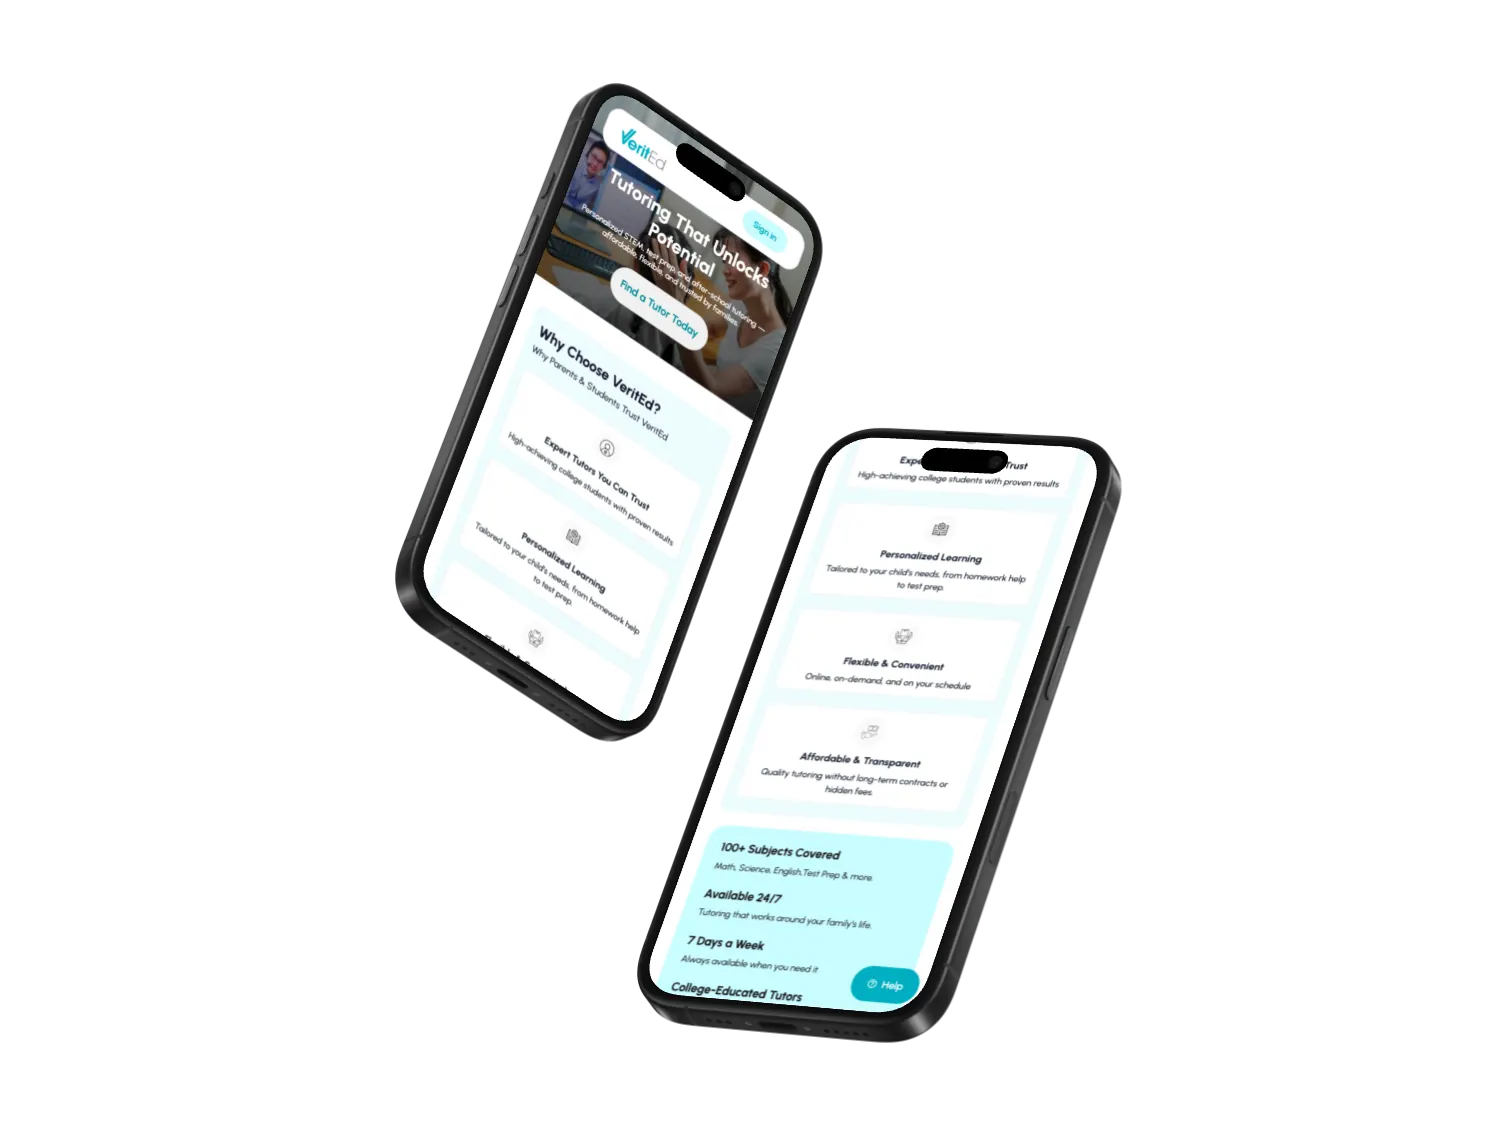 VeritEd
Sign in
Tutoring That Unlocks
Potential
Personalized STEM, test prep, and after-school tutoring —
affordable, flexible, and trusted by families.
Find a Tutor Today
Why Choose VeritEd?
Why Parents & Students Trust VeritEd
Expert Tutors You Can Trust
High-achieving college students with proven results
Personalized Learning
Tailored to your child's needs, from homework help
to test prep.
Trust
High-achieving college students with proven results
Personalized Learning
Tailored to your child's needs, from homework help
to test prep.
Flexible & Convenient
Online, on-demand, and on your schedule
Affordable & Transparent
Quality tutoring without long-term contracts or
hidden fees.
100+ Subjects Covered
Math, Science, English,Test Prep & more.
Available 24/7
Tutoring that works around your family's life.
7 Days a Week
Always available when you need it
College-Educated Tutors
Help